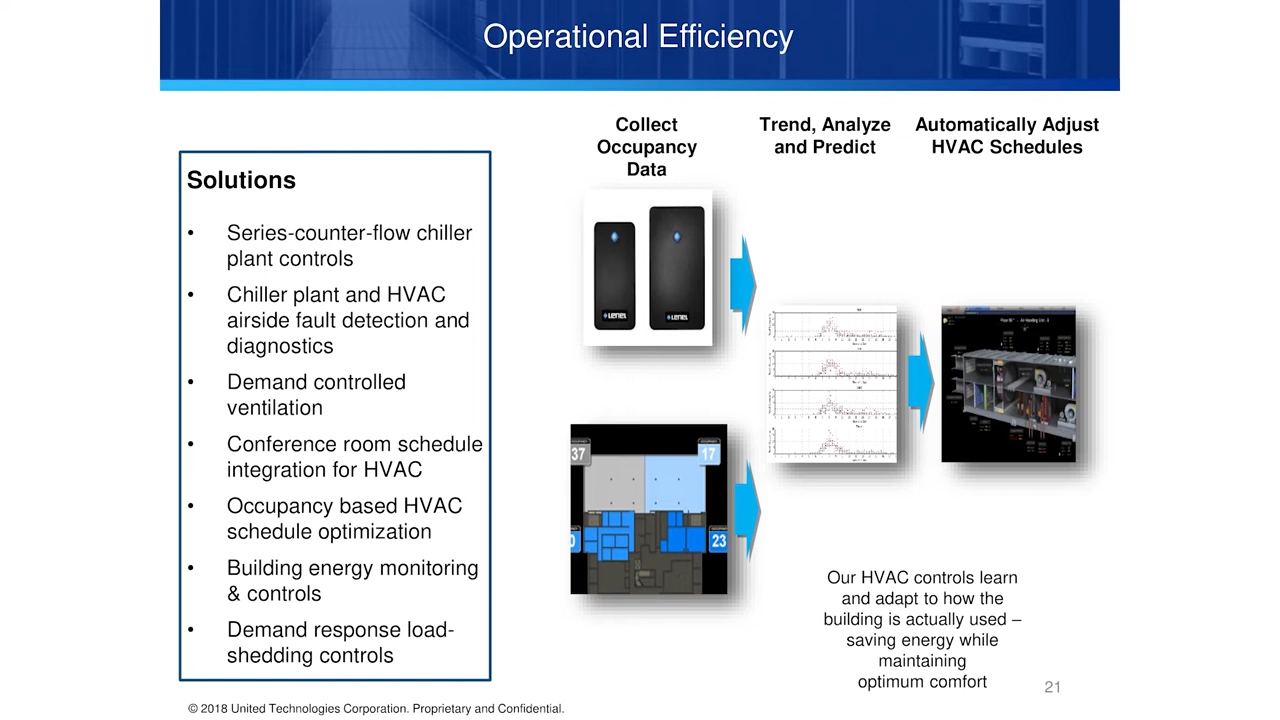 Operational Efficiency
Solutions
• Series-counter-flow chiller
plant controls
• Chiller plant and HVAC
airside fault detection and
diagnostics
• Demand controlled
ventilation
• Conference room schedule
integration for HVAC
• Occupancy based HVAC
schedule optimization
• Building energy monitoring
& controls
• Demand response load-
shedding controls
Collect
Occupancy
Data
Trend, Analyze
and Predict
Automatically Adjust
HVAC Schedules
LENEL
LENEL
37
17
0
23
Our HVAC controls learn
and adapt to how the
building is actually used –
saving energy while
maintaining
optimum comfort
21
© 2018 United Technologies Corporation. Proprietary and Confidential.